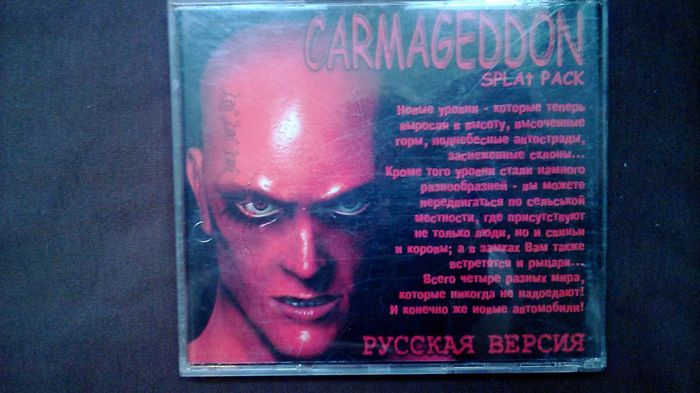 CARMAGEDDON
SPLAt PACK
Новые уровни - которые теперь
выросли в высоту, высоченные
горы, поднебесные автострады,
заснеженные склоны...
Кроме того уровни стали намного
разнообразней - вы можете
передвигаться по сельской
местности, где присутствуют
не только люди, но и свиньи
и коровы; а в замках Вам также
встретятся и рыцари...
Всего четыре разных мира,
которые никогда не надоедают!
И конечно же новые автомобили!
РУССКАЯ ВЕРСИЯ